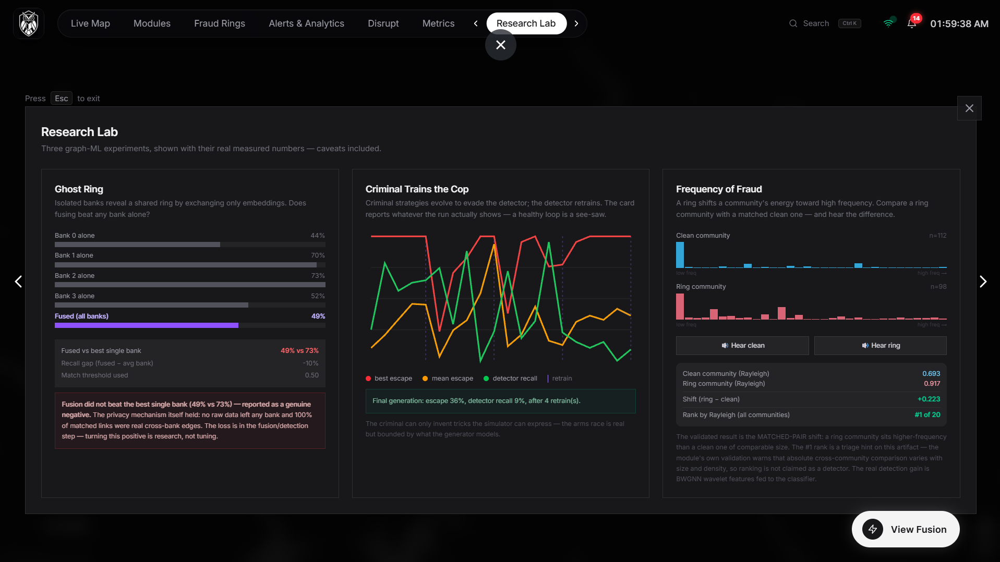 Live Map
Modules
Fraud Rings
Alerts & Analytics
Disrupt
Metrics
Research Lab
Search
Ctrl K
14
01:59:38 AM
Press Esc to exit
Research Lab
Three graph-ML experiments, shown with their real measured numbers — caveats included.
Ghost Ring
Isolated banks reveal a shared ring by exchanging only embeddings. Does
fusing beat any bank alone?
Bank 0 alone 44%
Bank 1 alone 70%
Bank 2 alone 73%
Bank 3 alone 52%
Fused (all banks) 49%
Fused vs best single bank 49% vs 73%
Recall gap (fused − avg bank) -10%
Match threshold used 0.50
Fusion did not beat the best single bank (49% vs 73%) — reported as a genuine
negative. The privacy mechanism itself held: no raw data left any bank and 100%
of matched links were real cross-bank edges. The loss is in the fusion/detection
step — turning this positive is research, not tuning.
Criminal Trains the Cop
Criminal strategies evolve to evade the detector; the detector retrains. The card
reports whatever the run actually shows — a healthy loop is a see-saw.
best escape
mean escape
detector recall
retrain
Final generation: escape 36%, detector recall 9%, after 4 retrain(s).
The criminal can only invent tricks the simulator can express — the arms race is real
but bounded by what the generator models.
Frequency of Fraud
A ring shifts a community's energy toward high frequency. Compare a ring
community with a matched clean one — and hear the difference.
Clean community n=112
low freq high freq →
Ring community n=98
low freq high freq →
Hear clean
Hear ring
Clean community (Rayleigh) 0.693
Ring community (Rayleigh) 0.917
Shift (ring − clean) +0.223
Rank by Rayleigh (all communities) #1 of 20
The validated result is the MATCHED-PAIR shift: a ring community sits higher-frequency
than a clean one of comparable size. The #1 rank is a triage hint on this artifact — the
module's own validation warns that absolute cross-community comparison varies with
size and density, so ranking is not claimed as a detector. The real detection gain is
BWGNN wavelet features fed to the classifier.
View Fusion